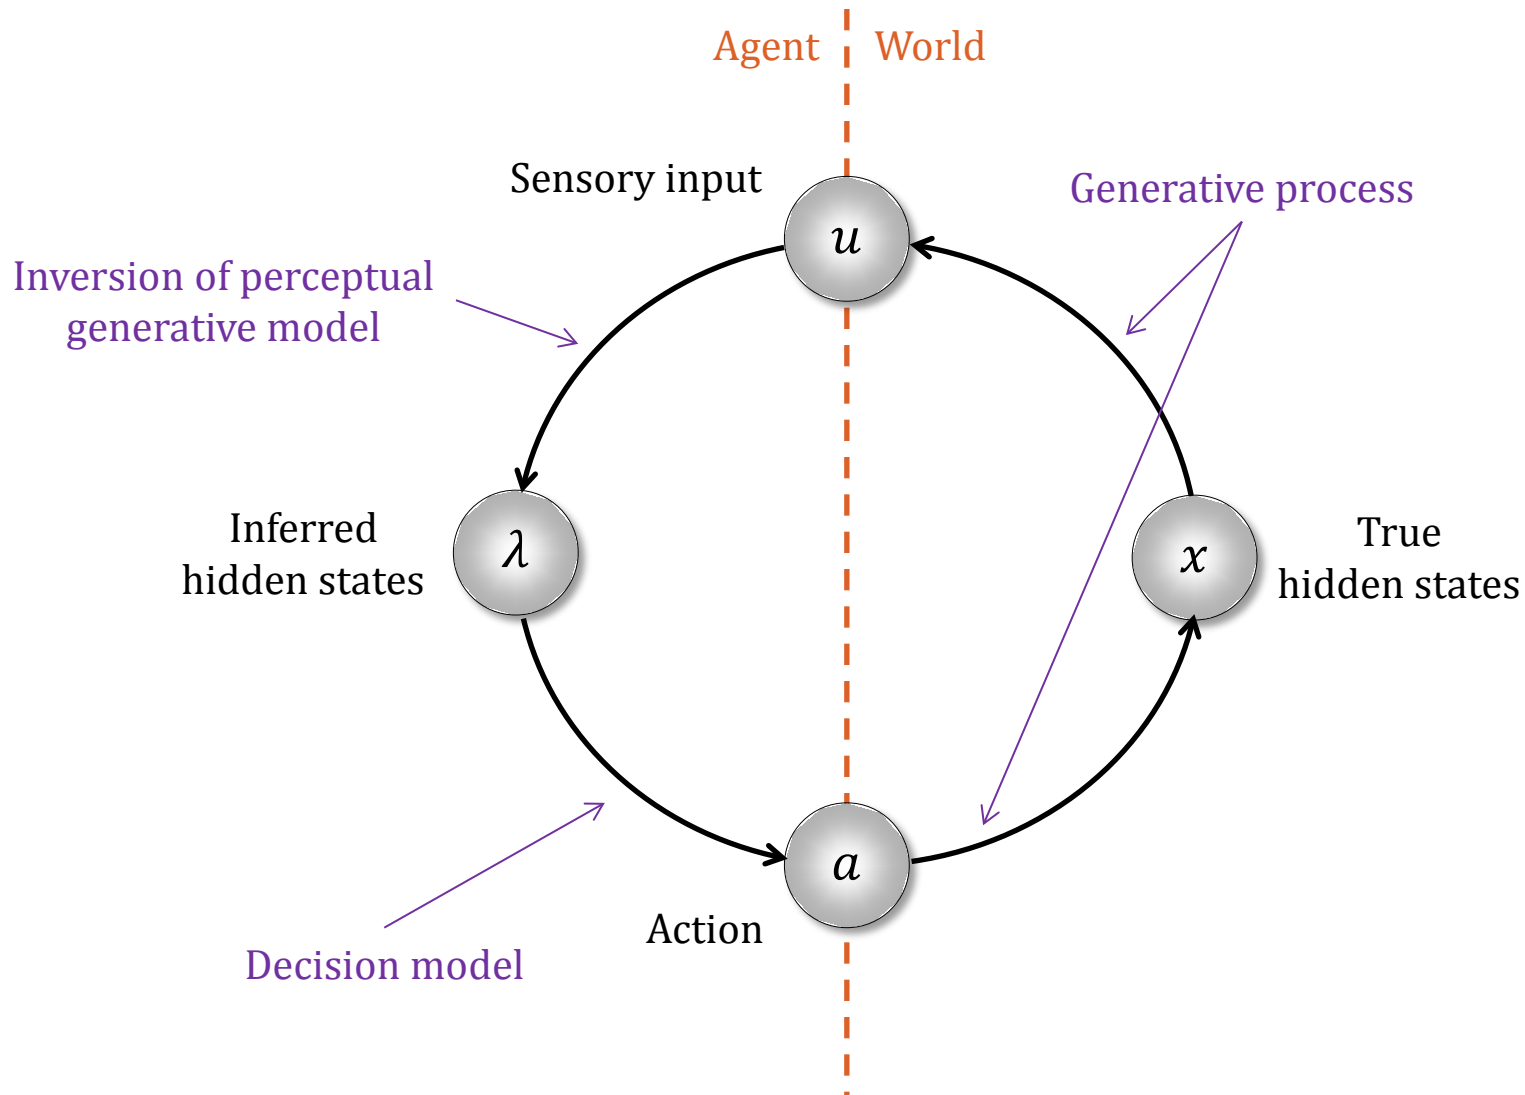 Agent
World
Sensory input
u
Generative process
Inversion of perceptual
generative model
Inferred
hidden states
λ
x
True
hidden states
a
Action
Decision model